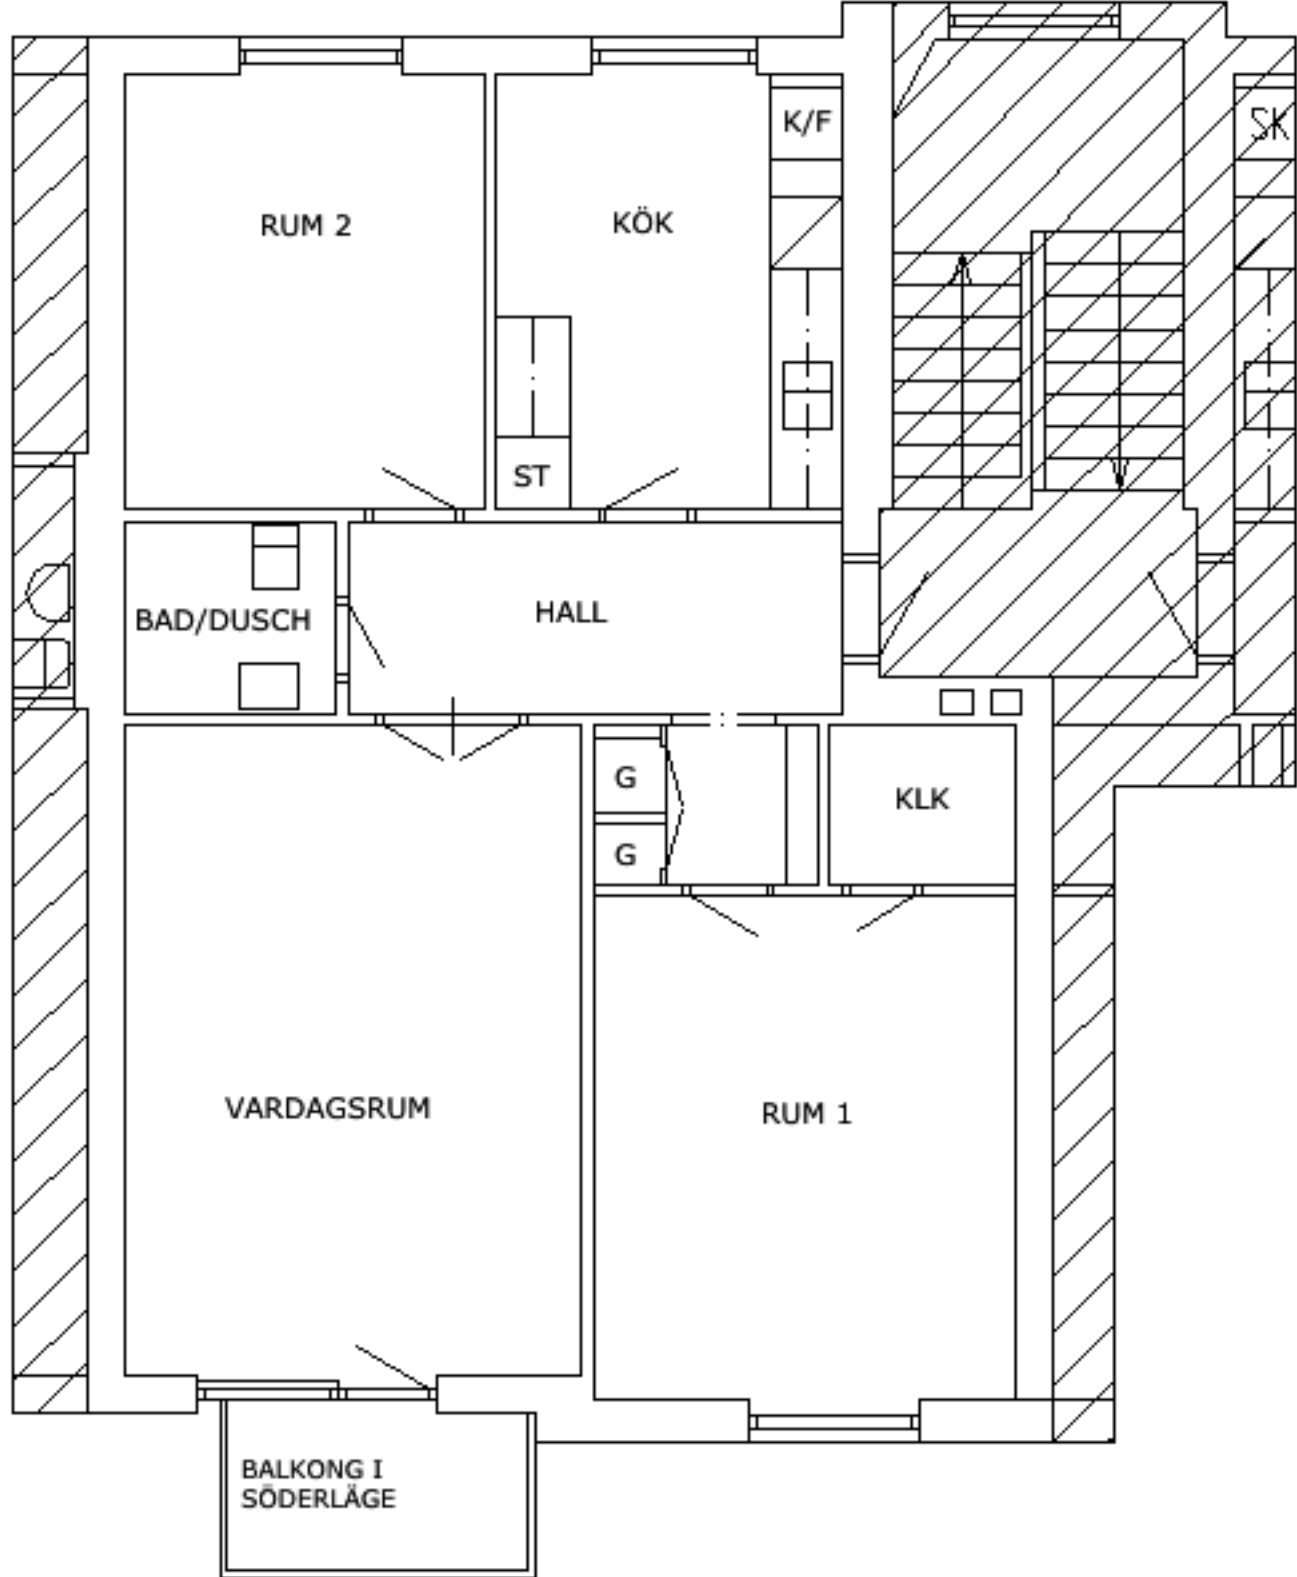 K/F
SK
RUM 2
KÖK
ST
BAD/DUSCH
HALL
G
KLK
G
VARDAGSRUM
RUM 1
BALKONG I
SÖDERLÄGE